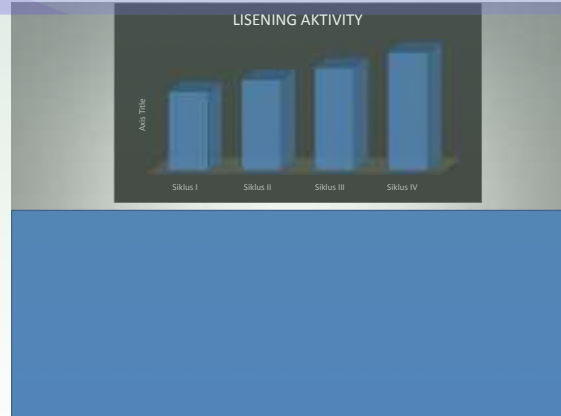 LISENING AKTIVITY
Axis Title
Siklus I
Siklus II
Siklus III
Siklus IV